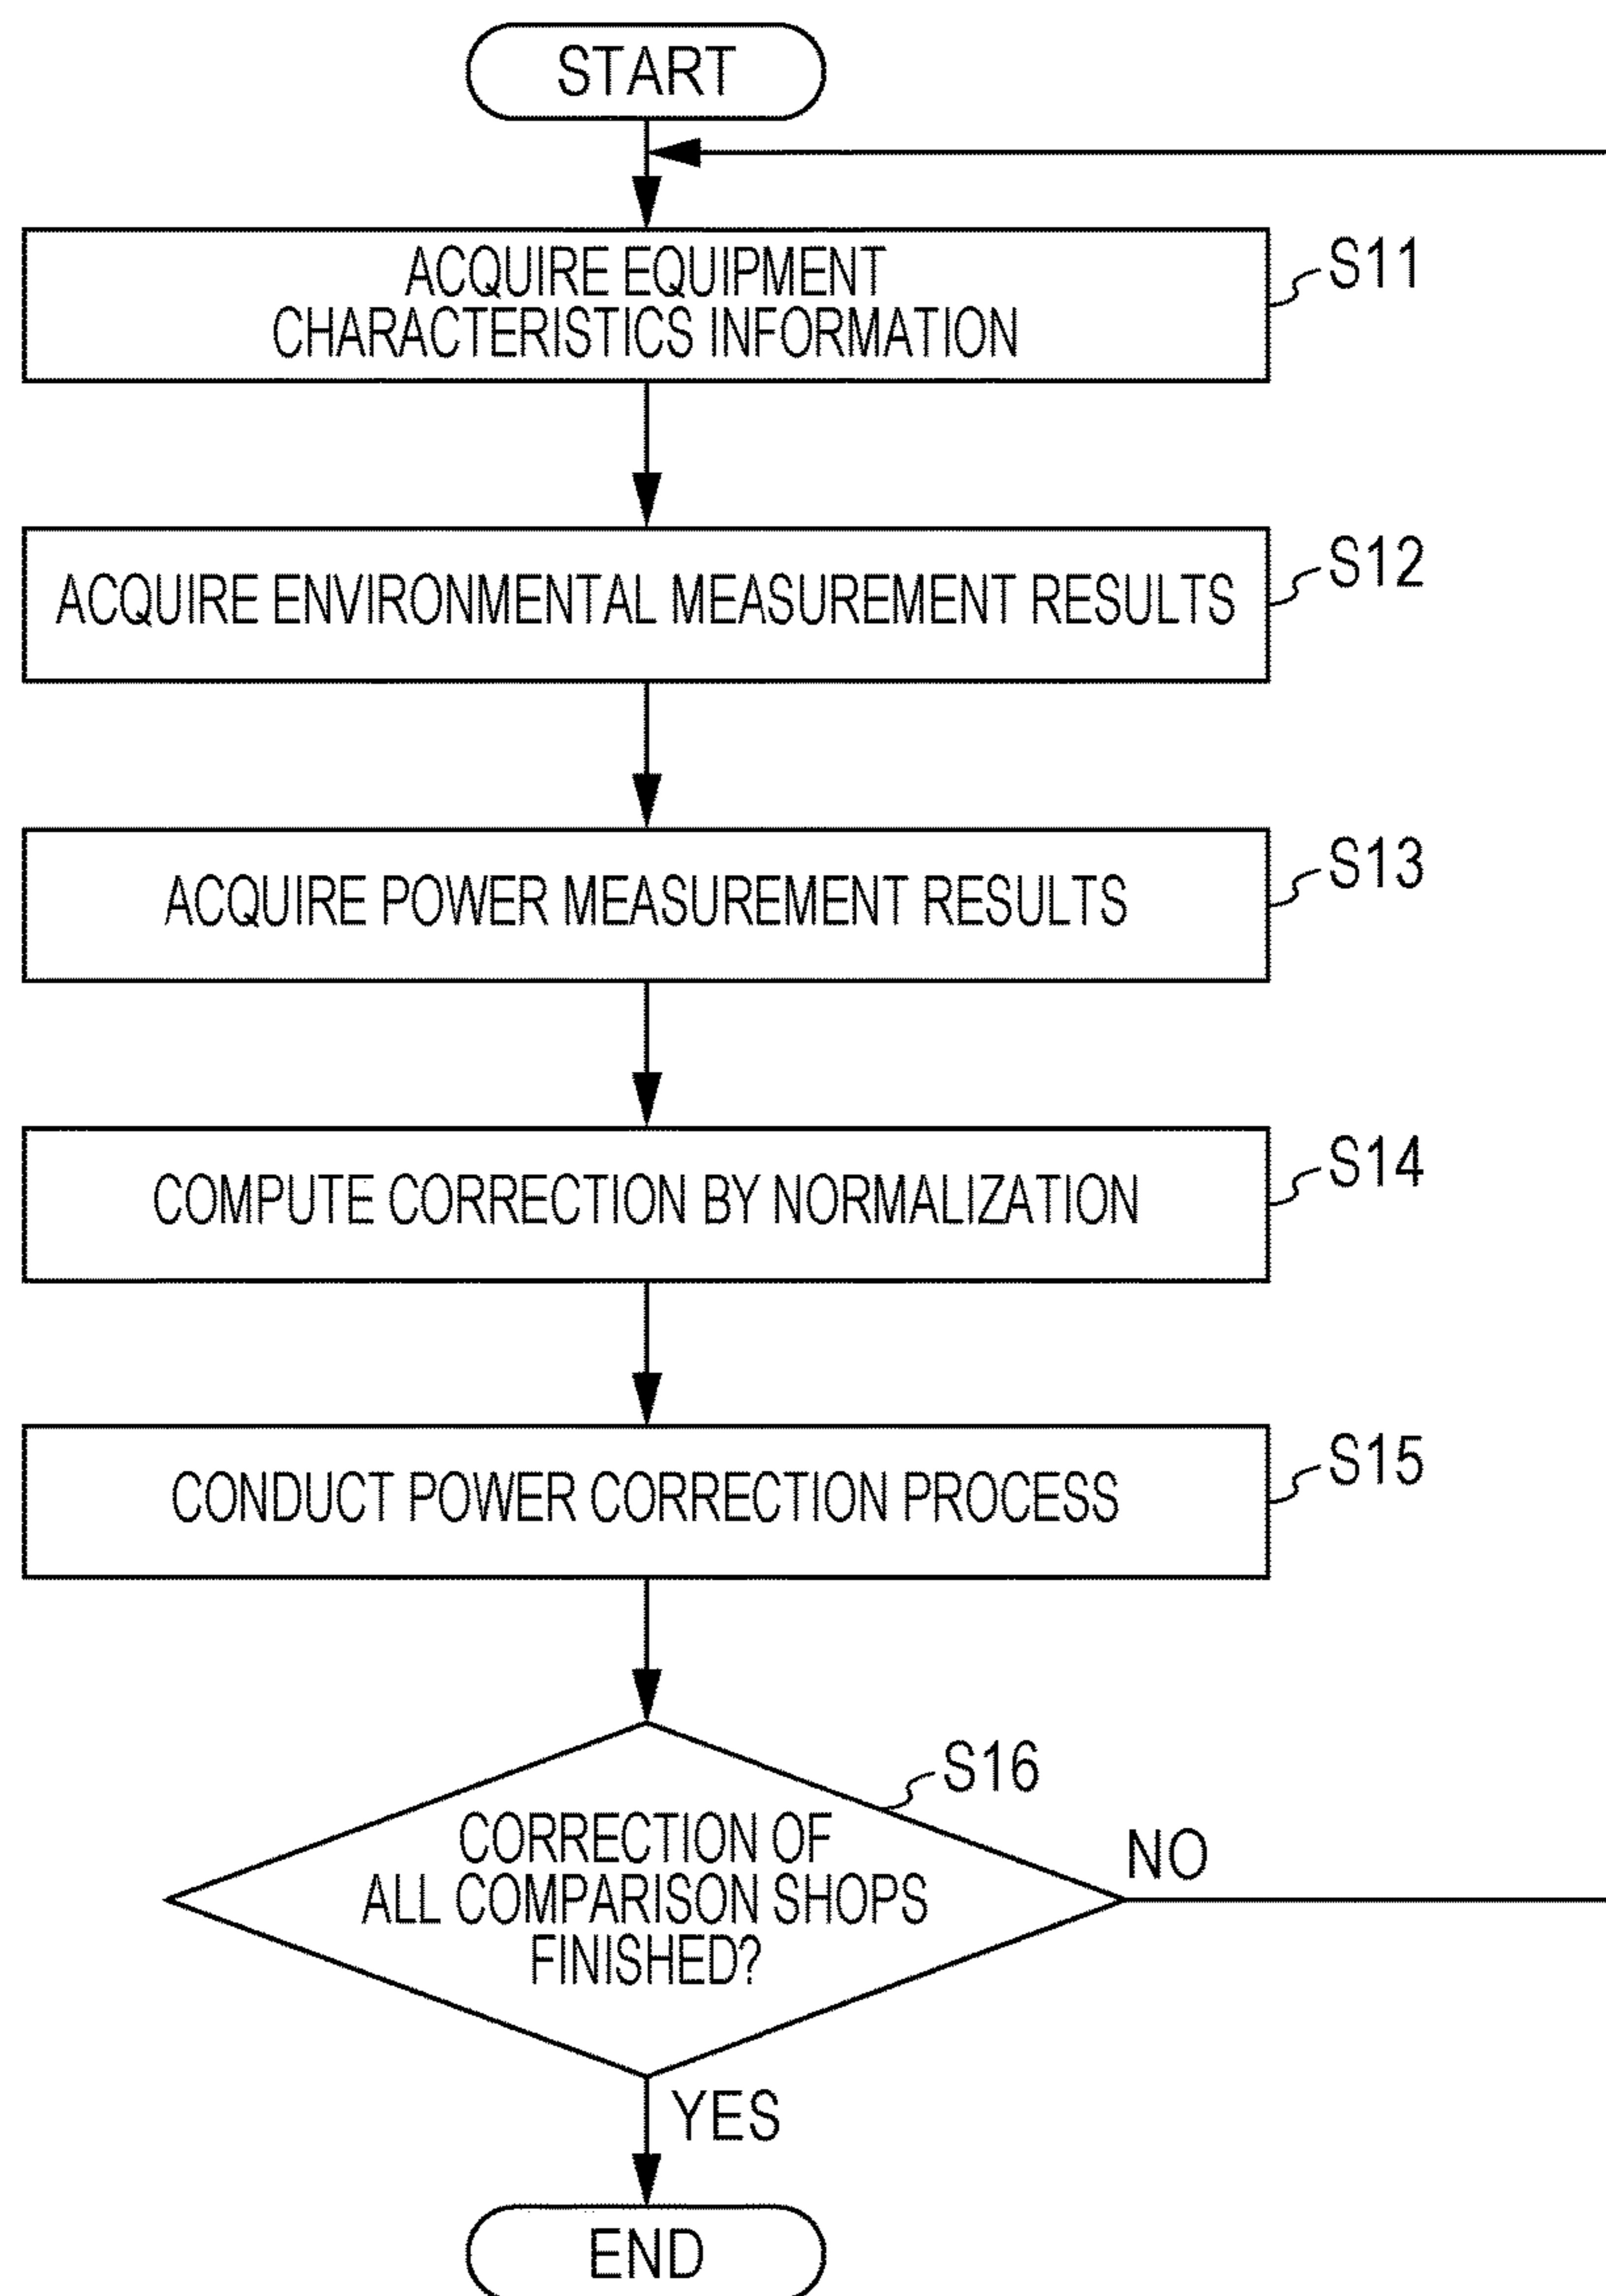 START
ACQUIRE EQUIPMENT
CHARACTERISTICS INFORMATION
S11
ACQUIRE ENVIRONMENTAL MEASUREMENT RESULTS
S12
ACQUIRE POWER MEASUREMENT RESULTS
S13
COMPUTE CORRECTION BY NORMALIZATION
S14
CONDUCT POWER CORRECTION PROCESS
S15
S16
CORRECTION OF
ALL COMPARISON SHOPS
FINISHED?
NO
YES
END